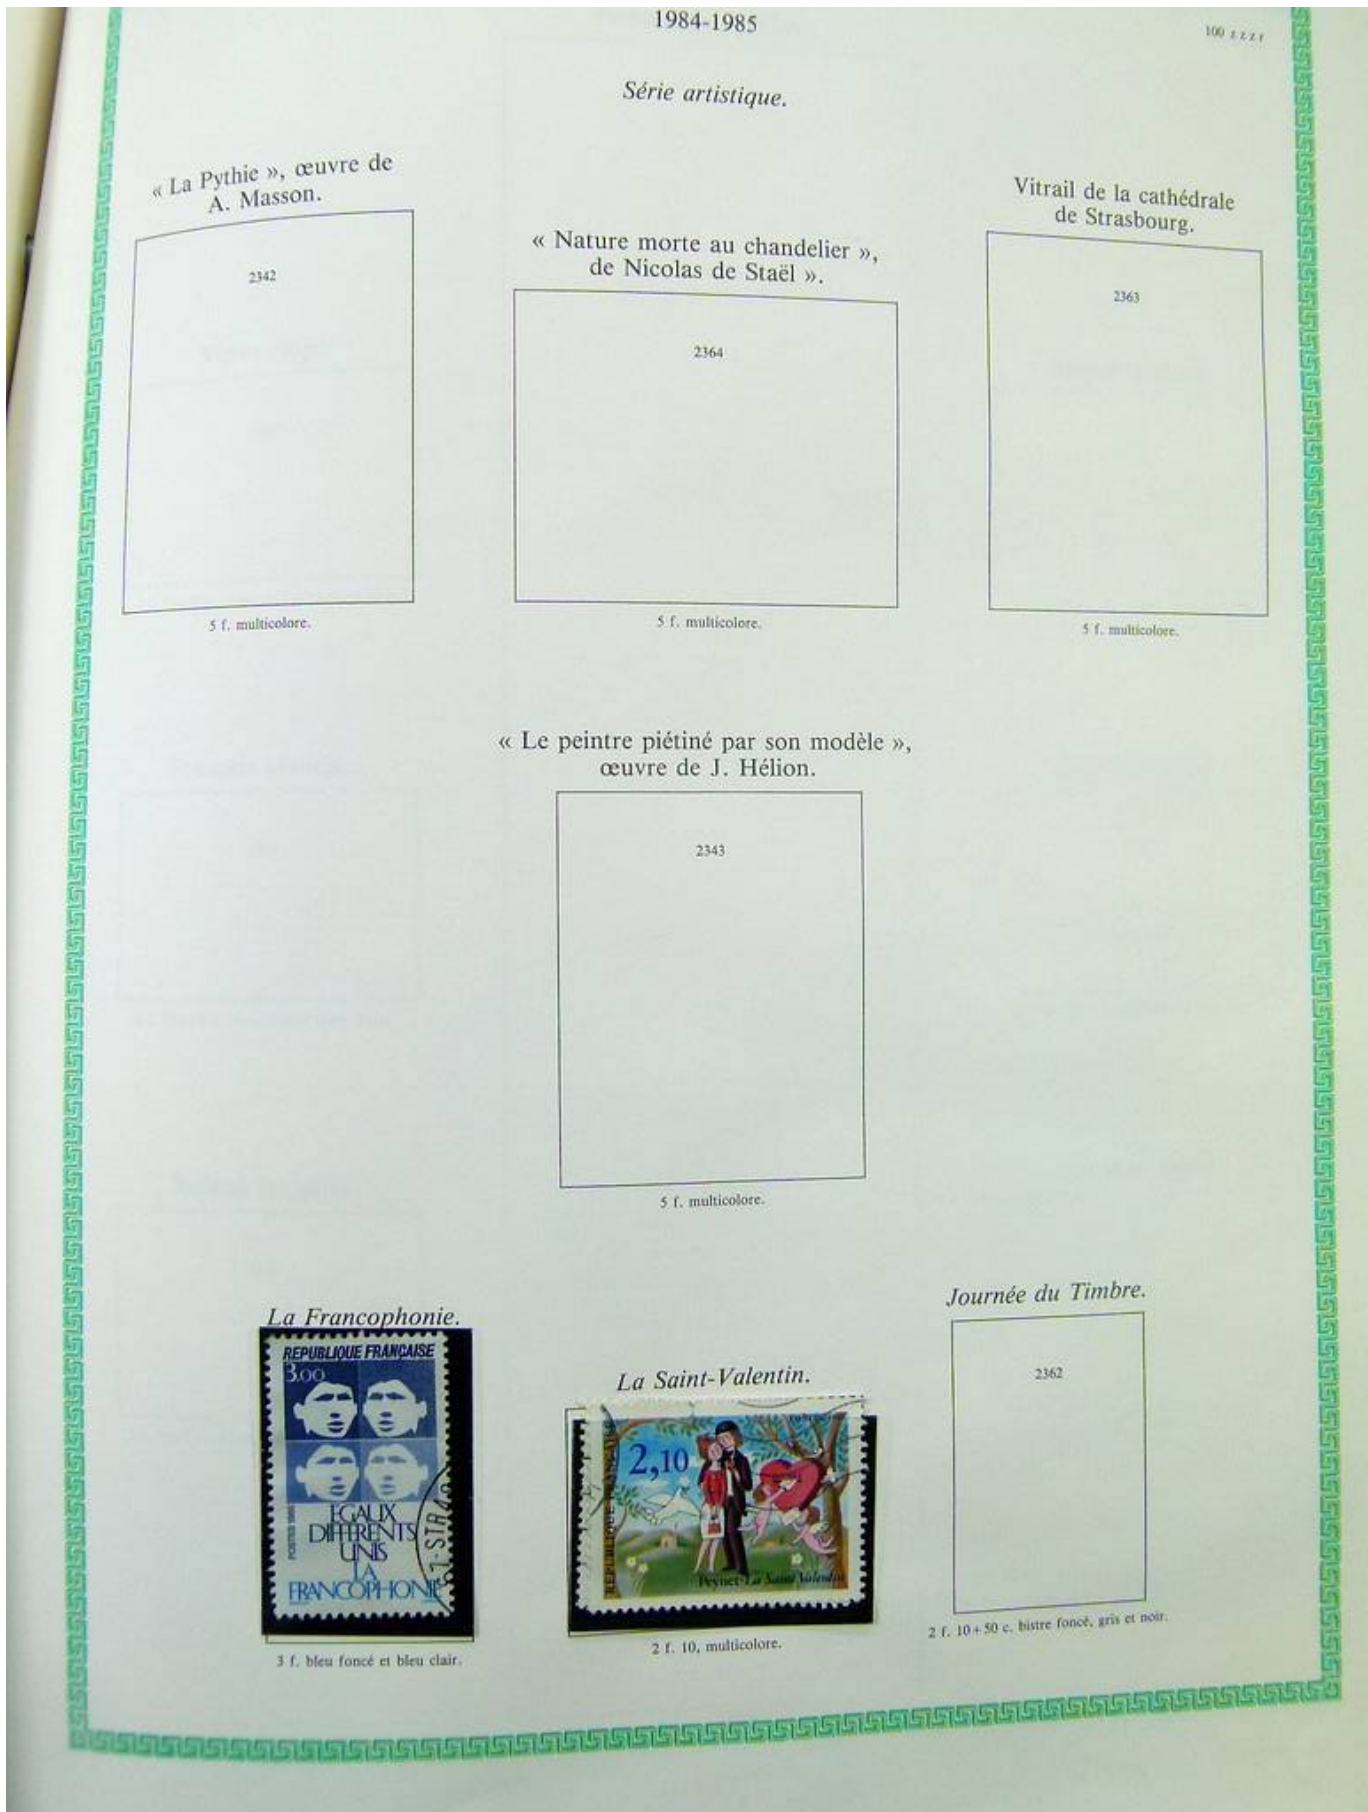 1984-1985
Série artistique.
« La Pythie », œuvre de
A. Masson.
2342
5 f. multicolore.
« Nature morte au chandelier »,
de Nicolas de Staël ».
2364
5 f. multicolore.
Vitrail de la cathédrale
de Strasbourg.
2363
5 f. multicolore.
« Le peintre piétiné par son modèle »,
œuvre de J. Hélion.
2343
5 f. multicolore.
La Francophonie.
REPUBLIQUE FRANÇAISE
3.00
EGAUX
DIFFERENTS
UNIS
LA
FRANCOPHONIE
POSTES 1985
3 f. bleu foncé et bleu clair.
La Saint-Valentin.
2,10
REPUBLIQUE FRANÇAISE
Peynet-La Saint Valentin
2 f. 10, multicolore.
Journée du Timbre.
2362
2 f. 10 + 50 c. bistre foncé, gris et noir.